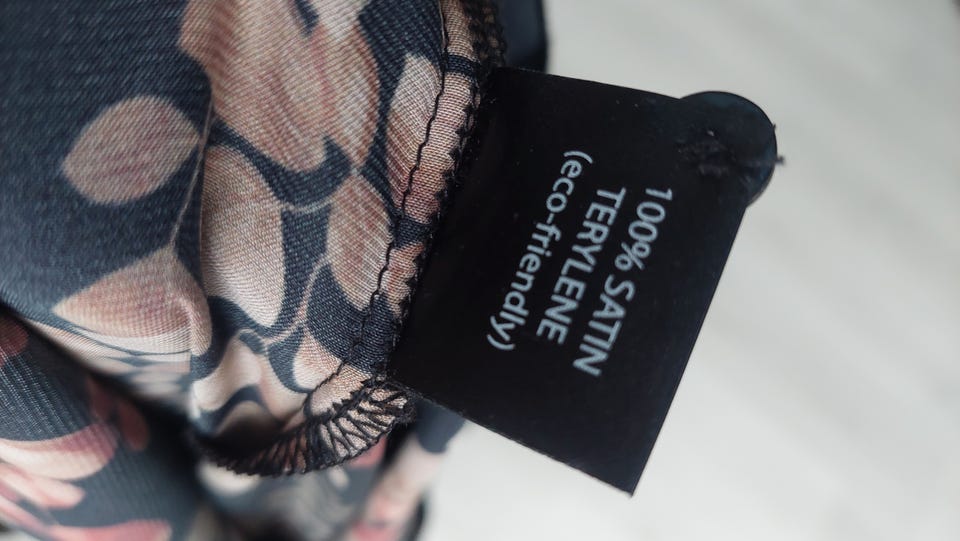 100% SATIN
TERYLENE
(eco-friendly)